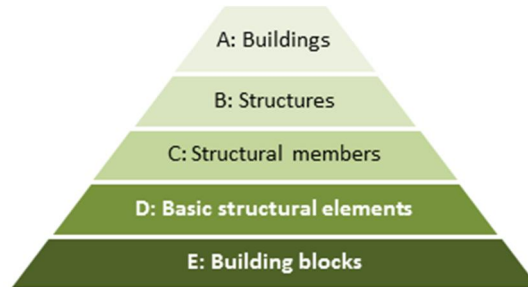 A: Buildings
B: Structures
C: Structural members
D: Basic structural elements
E: Building blocks